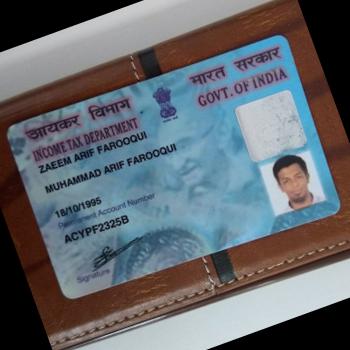 आयकर विभाग
INCOME TAX DEPARTMENT
भारत सरकार
GOVT. OF INDIA
ZAEEM ARIF FAROOQUI
MUHAMMAD ARIF FAROOQUI
18/10/1995
Permanent Account Number
ACYPF2325B
Signature